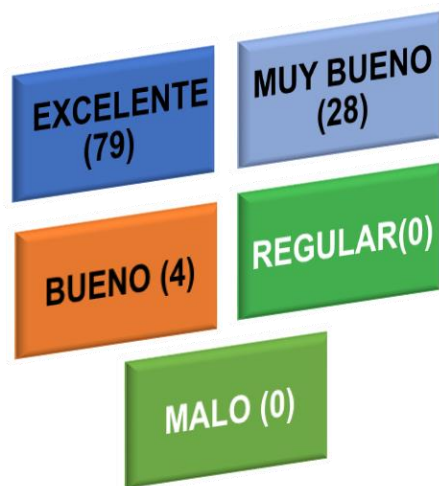 EXCELENTE
(79)
MUY BUENO
(28)
BUENO (4)
REGULAR(0)
MALO (0)